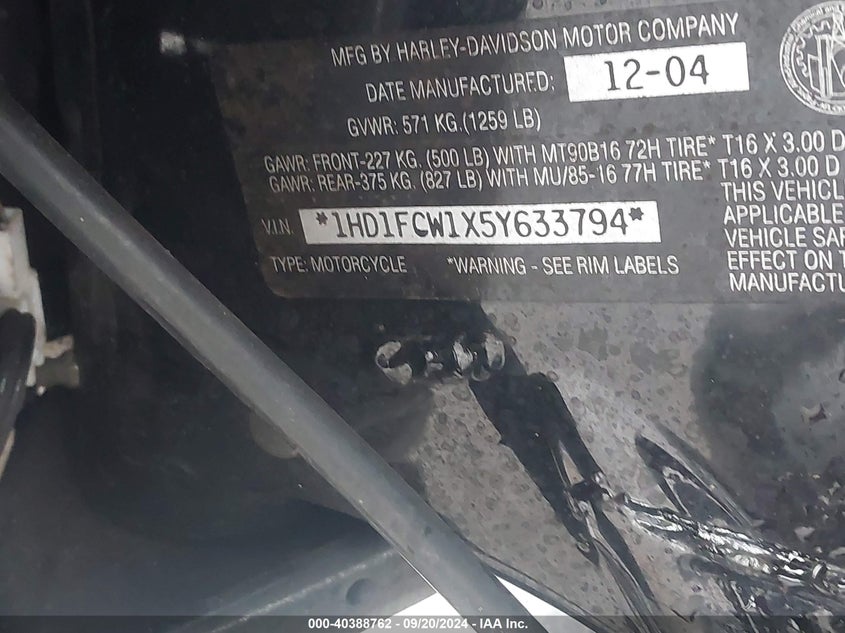 MFG BY HARLEY-DAVIDSON MOTOR COMPANY
DATE MANUFACTURED: 12-04
GVWR: 571 KG.(1259 LB)
GAWR: FRONT-227 KG. (500 LB) WITH MT90B16 72H TIRE* T16 X 3.00 D
GAWR: REAR-375 KG. (827 LB) WITH MU/85-16 77H TIRE* T16 X 3.00 D
V.I.N. *1HD1FCW1X5Y633794*
TYPE: MOTORCYCLE *WARNING - SEE RIM LABELS
THIS VEHICL
APPLICABLE
VEHICLE SAF
EFFECT ON T
MANUFACTU
000-40388762 - 09/20/2024 - IAA Inc.